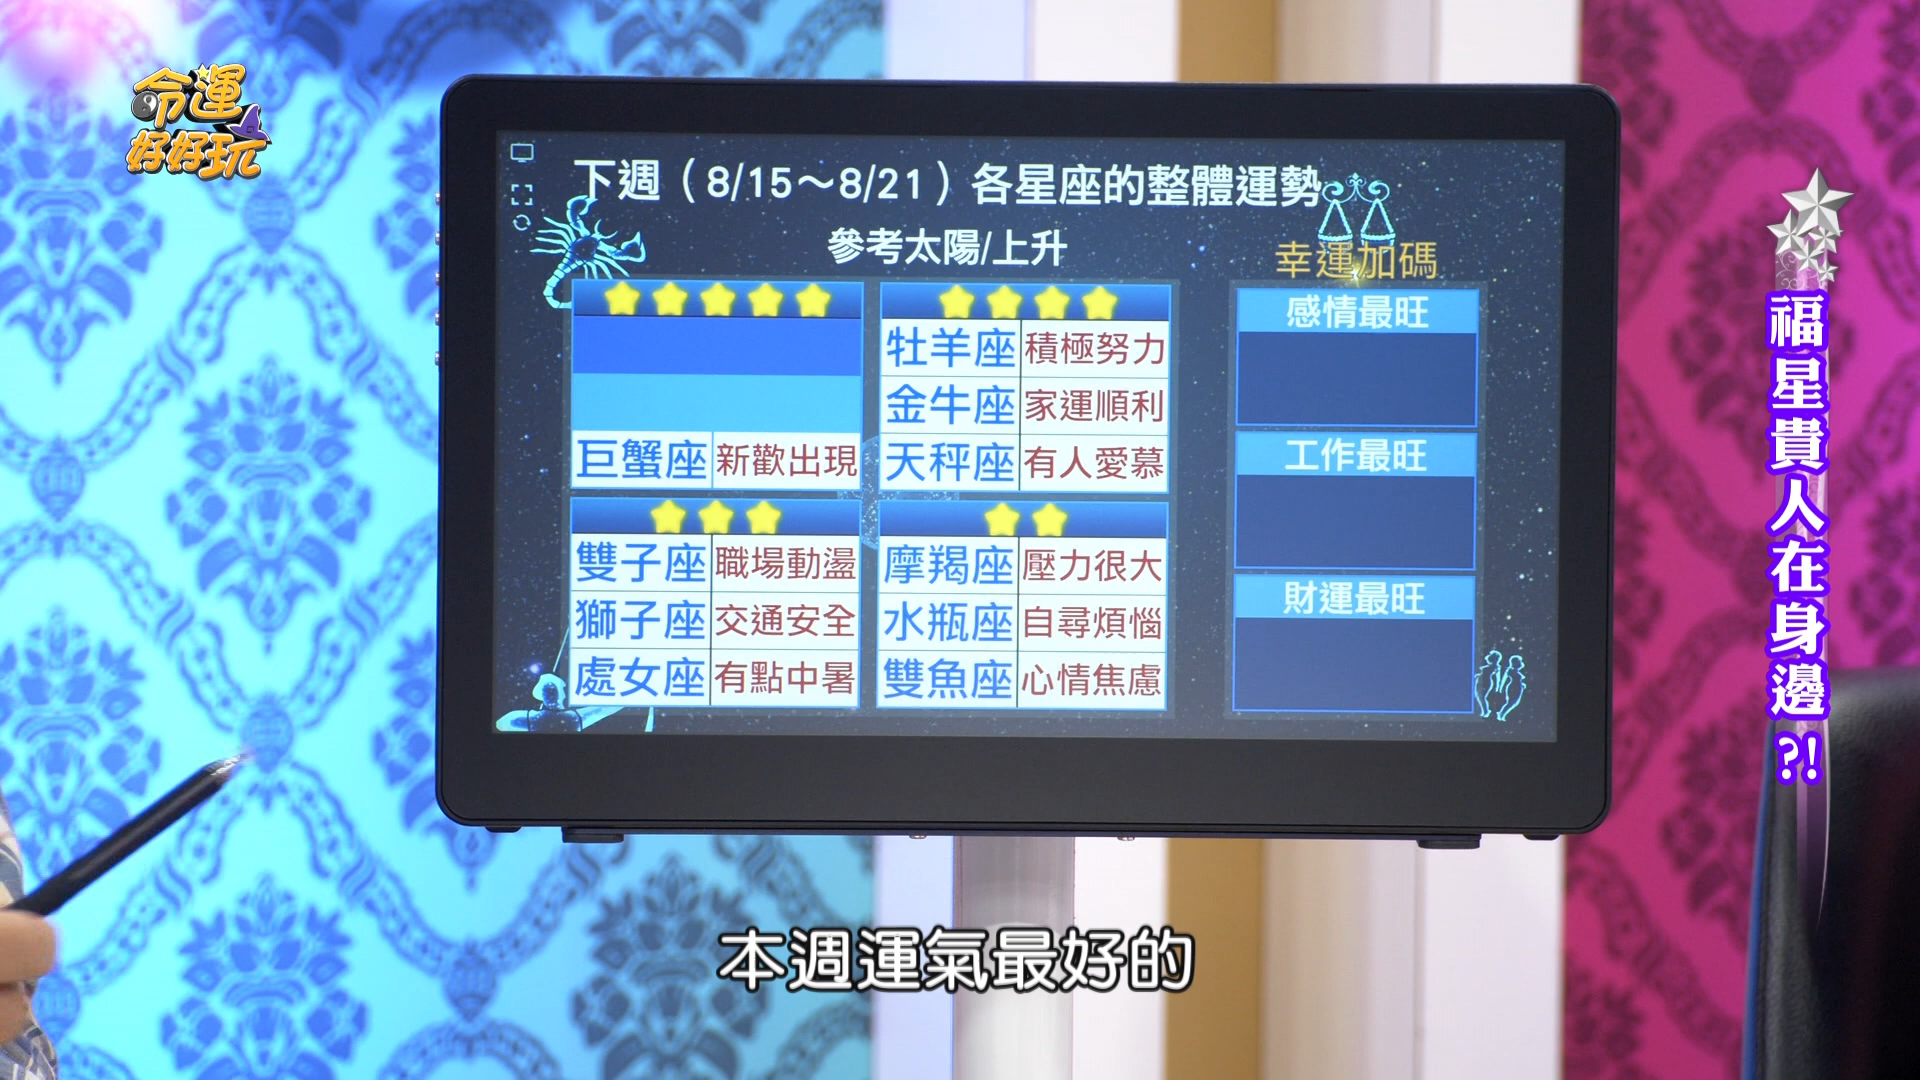 命運
好好玩
下週（8/15～8/21）各星座的整體運勢
參考太陽/上升
幸運加碼
巨蟹座 新歡出現
牡羊座 積極努力
金牛座 家運順利
天秤座 有人愛慕
雙子座 職場動盪
獅子座 交通安全
處女座 有點中暑
摩羯座 壓力很大
水瓶座 自尋煩惱
雙魚座 心情焦慮
感情最旺
工作最旺
財運最旺
福星貴人在身邊?!
本週運氣最好的